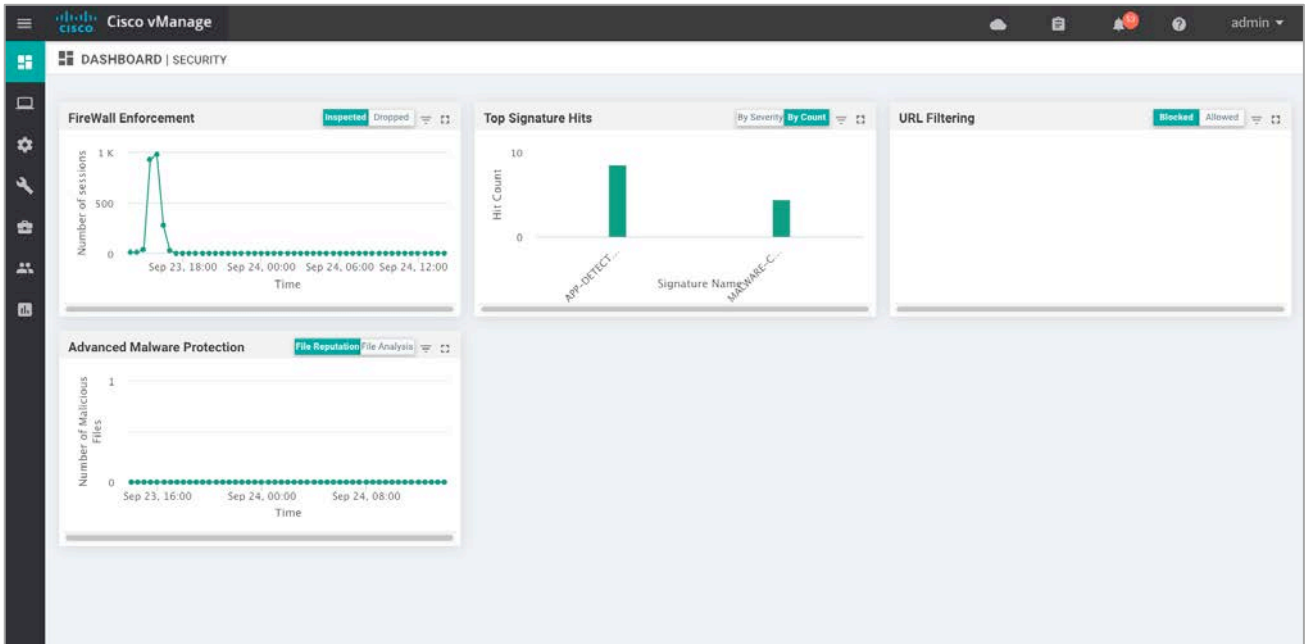 CISCO Cisco vManage 53 admin
DASHBOARD | SECURITY
FireWall Enforcement Inspected Dropped
1 K
500
0
Number of sessions
Sep 23, 18:00 Sep 24, 00:00 Sep 24, 06:00 Sep 24, 12:00
Time
Top Signature Hits By Severity By Count
10
0
Hit Count
APP-DETECT... MALWARE-C...
Signature Name
URL Filtering Blocked Allowed
Advanced Malware Protection File Reputation File Analysis
1
0
Number of Malicious
Files
Sep 23, 16:00 Sep 24, 00:00 Sep 24, 08:00
Time